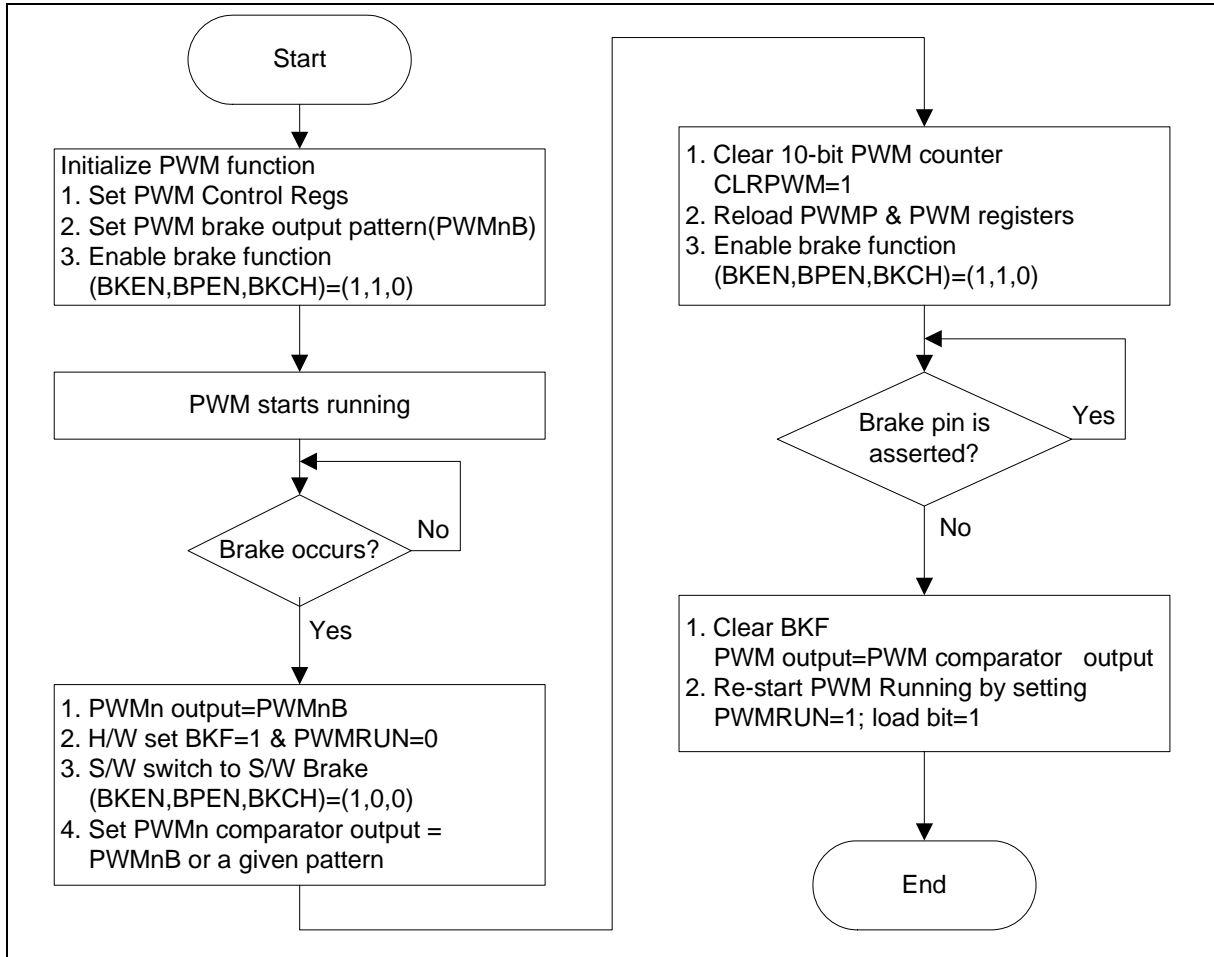 Start
Initialize PWM function
1. Set PWM Control Regs
2. Set PWM brake output pattern(PWMnB)
3. Enable brake function
(BKEN,BPEN,BKCH)=(1,1,0)
PWM starts running
Brake occurs?
No
Yes
1. PWMn output=PWMnB
2. H/W set BKF=1 & PWMRUN=0
3. S/W switch to S/W Brake
(BKEN,BPEN,BKCH)=(1,0,0)
4. Set PWMn comparator output =
PWMnB or a given pattern
1. Clear 10-bit PWM counter
CLRPWM=1
2. Reload PWMP & PWM registers
3. Enable brake function
(BKEN,BPEN,BKCH)=(1,1,0)
Brake pin is
asserted?
Yes
No
1. Clear BKF
PWM output=PWM comparator output
2. Re-start PWM Running by setting
PWMRUN=1; load bit=1
End